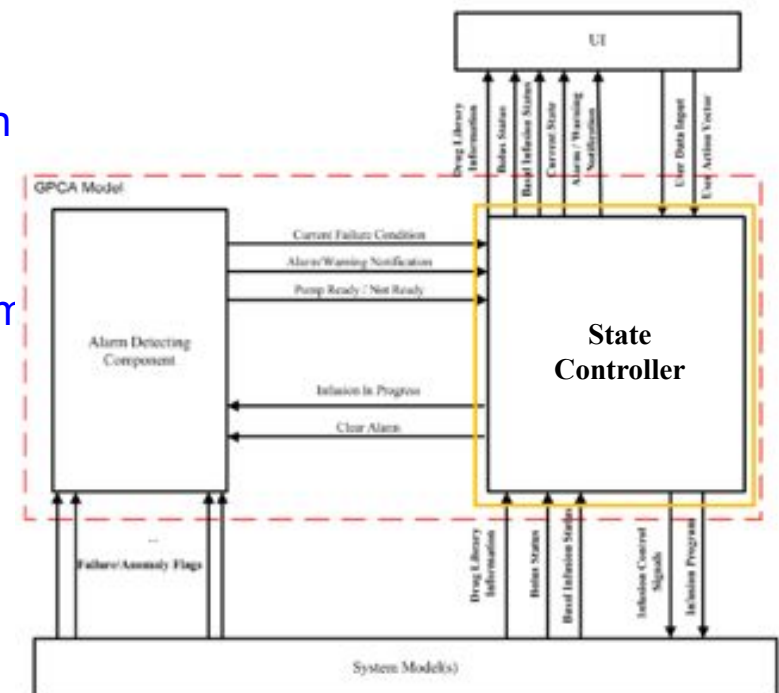 UI
Drug Library
Information
Bolus Status
Basal Infusion Status
Current State
Alarm / Warning
Notification
User Data Input
User Action Vector
n
GPCA Model
Current Failure Condition
Alarm/Warning Notification
Pump Ready / Not Ready
m
Alarm Detecting
Component
State
Controller
Infusion In Progress
Clear Alarm
...
Failure/Anomaly Flags
Drug Library
Information
Bolus Status
Basal Infusion Status
Infusion Control
Signals
Infusion Program
System Model(s)